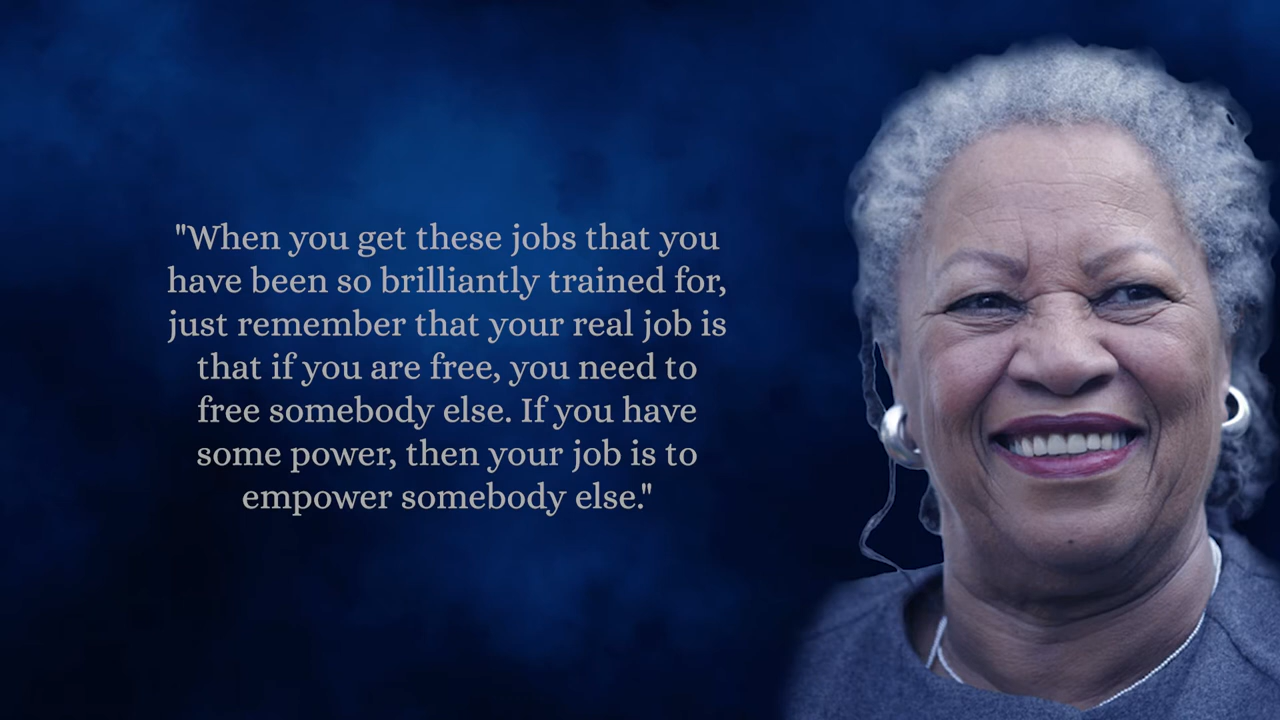 "When you get these jobs that you
have been so brilliantly trained for,
just remember that your real job is
that if you are free, you need to
free somebody else. If you have
some power, then your job is to
empower somebody else."